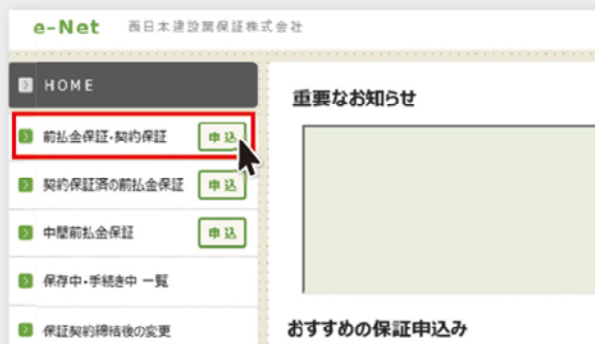 e-Net 西日本建設業保証株式会社
HOME
重要なお知らせ
前払金保証・契約保証 申込
契約保証済の前払金保証 申込
中間前払金保証 申込
保存中・手続き中 一覧
おすすめの保証申込み
保証契約締結後の変更